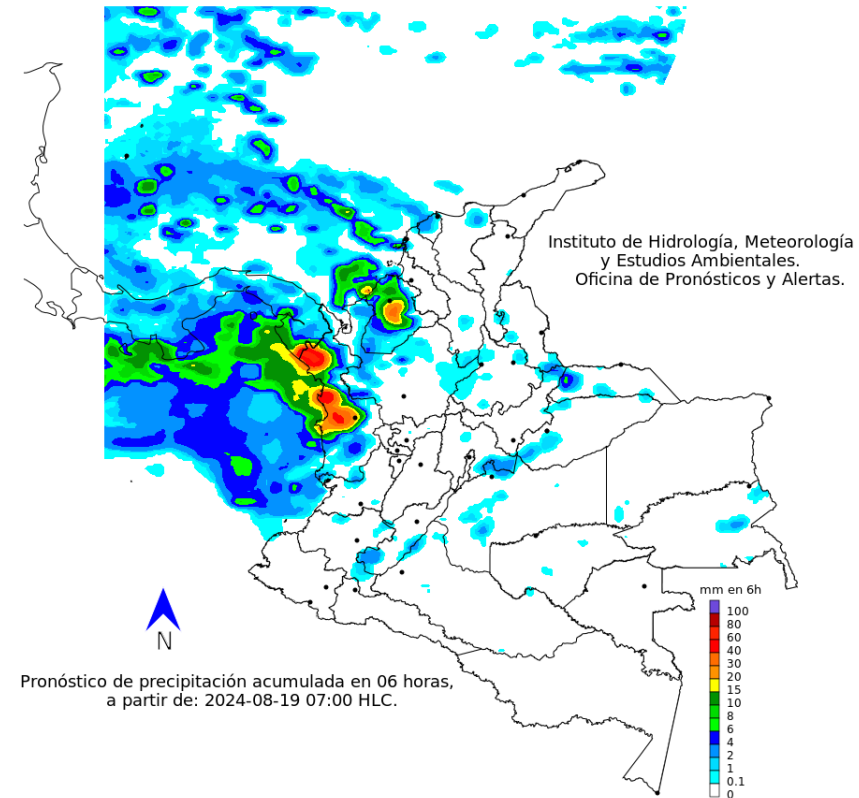 Instituto de Hidrología, Meteorología
y Estudios Ambientales.
Oficina de Pronósticos y Alertas.
mm en 6h
100
80
60
40
30
20
15
10
8
6
4
2
1
0.1
0
N
Pronóstico de precipitación acumulada en 06 horas,
a partir de: 2024-08-19 07:00 HLC.